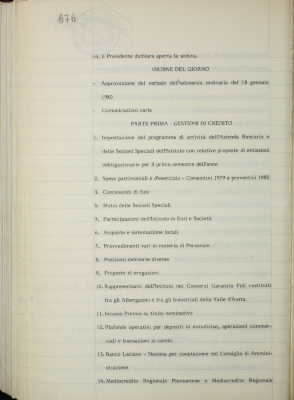 678
ra, il Presidente dichiara aperta la seduta.
ORDINE DEL GIORNO
- Approvazione del verbale dell'adunanza ordinaria del 18 gennaio
1980
- Comunicazioni varie
PARTE PRIMA - GESTIONI DI CREDITO
1. Impostazione del programma di attività dell'Azienda Bancaria e
delle Sezioni Speciali dell'Istituto con relative proposte di emissioni
obbligazionarie per il primo semestre dell'anno
2. Spese patrimoniali e d'esercizio - Consuntivi 1979 e preventivi 1980
3. Concessioni di fido
Mutui delle Sezioni Speciali
Partecipazioni dell'Istituto in Enti e Società
6. Acquisto e sistemazione locali
7. Provvedimenti vari in materia di Personale
8. Posizioni debitorie diverse
9. Proposte di erogazioni
10. Rappresentanti dell'Istituto nei Consorzi Garanzia Fidi costituiti
fra gli Albergatori e fra gli Industriali della Valle d'Aosta
11. Incasso Premio su titolo nominativo
12. Plafonds operativi per depositi in eurodivise, operazioni commer-
ciali e transazioni in cambi
13. Banco Lariano - Nomina per cooptazione nel Consiglio di Ammini-
strazione
14. Mediocredito Regionale Piemontese e Mediocredito Regionale